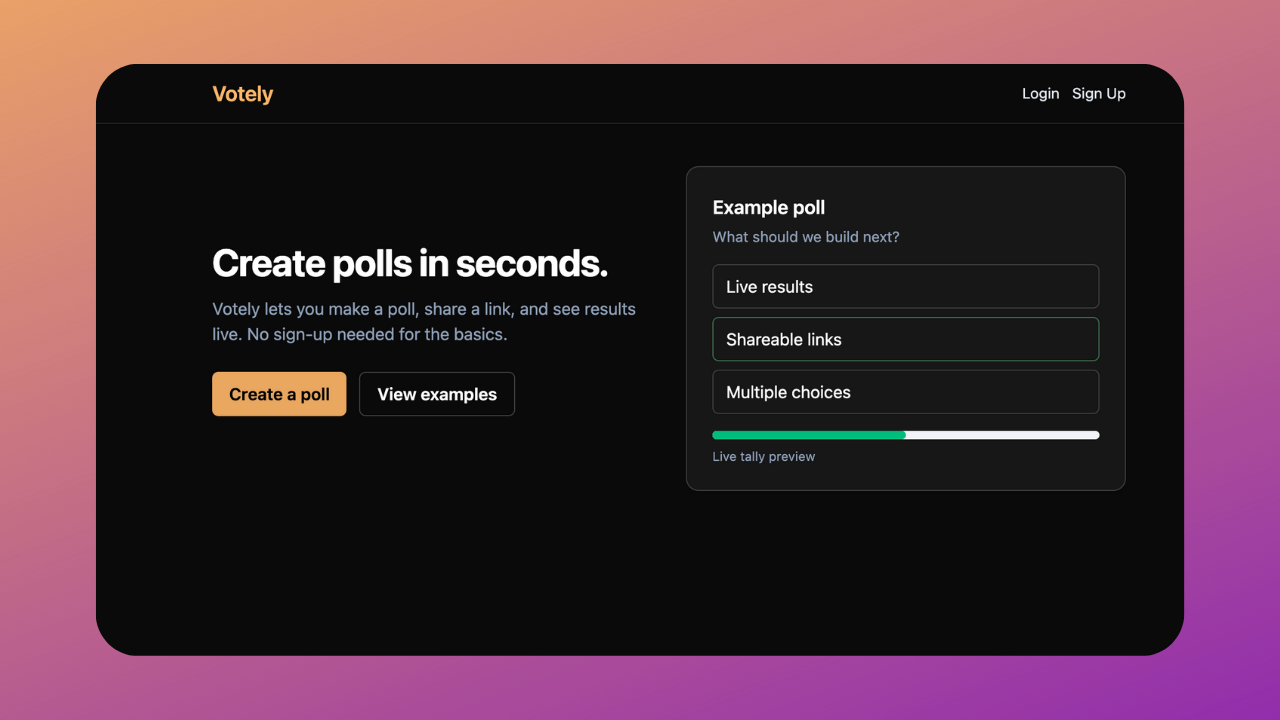 Votely
Login
Sign Up
Create polls in seconds.
Votely lets you make a poll, share a link, and see results
live. No sign-up needed for the basics.
Create a poll
View examples
Example poll
What should we build next?
Live results
Shareable links
Multiple choices
Live tally preview